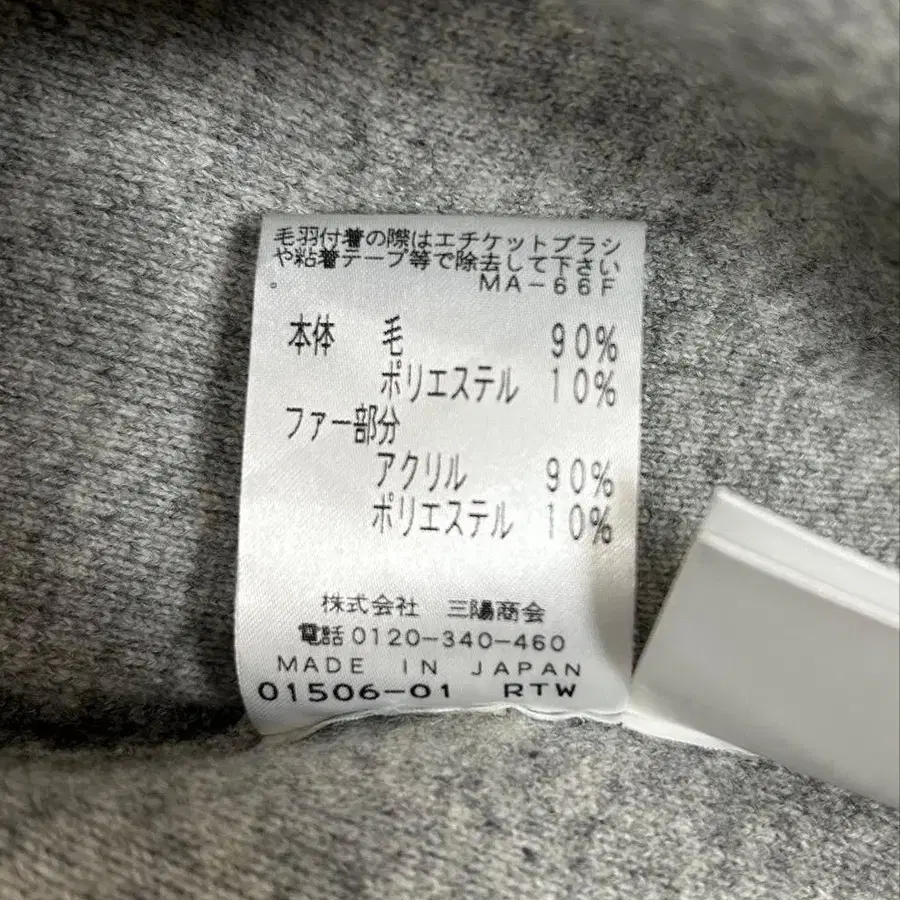 毛羽付着の際はエチケットブラシ
や粘着テープ等で除去して下さい
。 MA-66F
本体 毛 90%
ポリエステル 10%
ファー部分
アクリル 90%
ポリエステル 10%
株式会社 三陽商会
電話0120-340-460
MADE IN JAPAN
01506-01 RTW